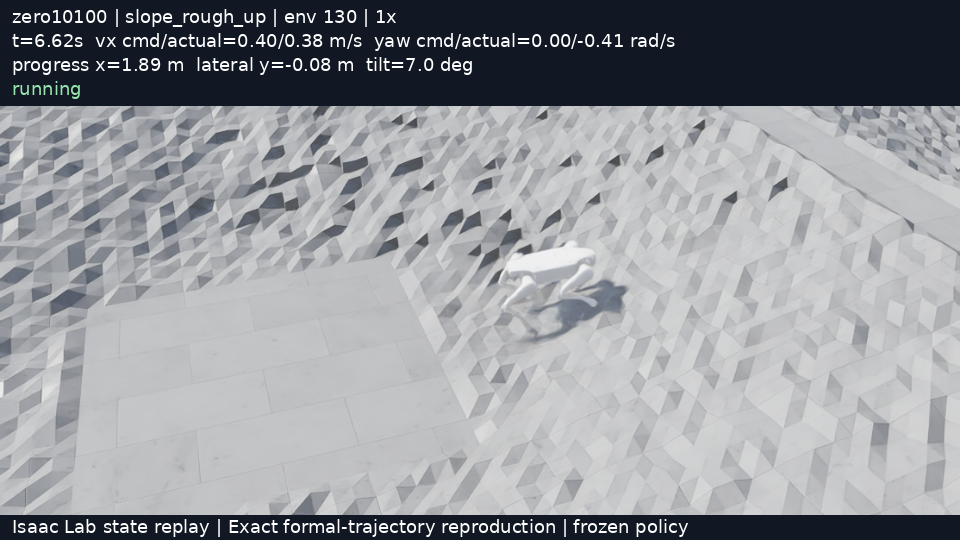 zero10100 | slope_rough_up | env 130 | 1x
t=6.62s  vx cmd/actual=0.40/0.38 m/s  yaw cmd/actual=0.00/-0.41 rad/s
progress x=1.89 m  lateral y=-0.08 m  tilt=7.0 deg
running
Isaac Lab state replay | Exact formal-trajectory reproduction | frozen policy